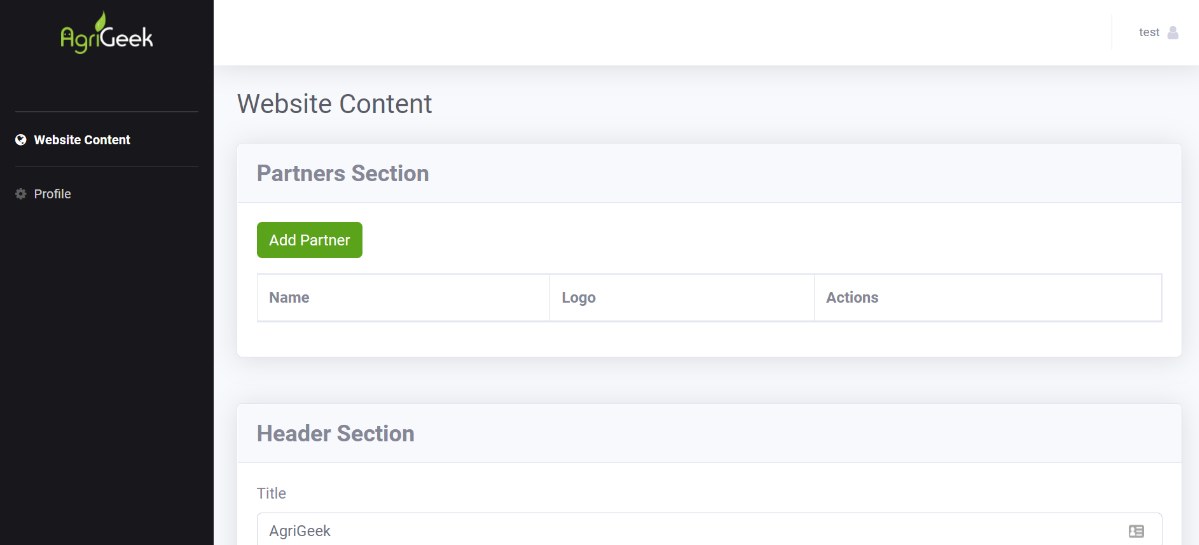 AgriGeek
test
Website Content
Profile
Website Content
Partners Section
Add Partner
Name Logo Actions
Header Section
Title
AgriGeek